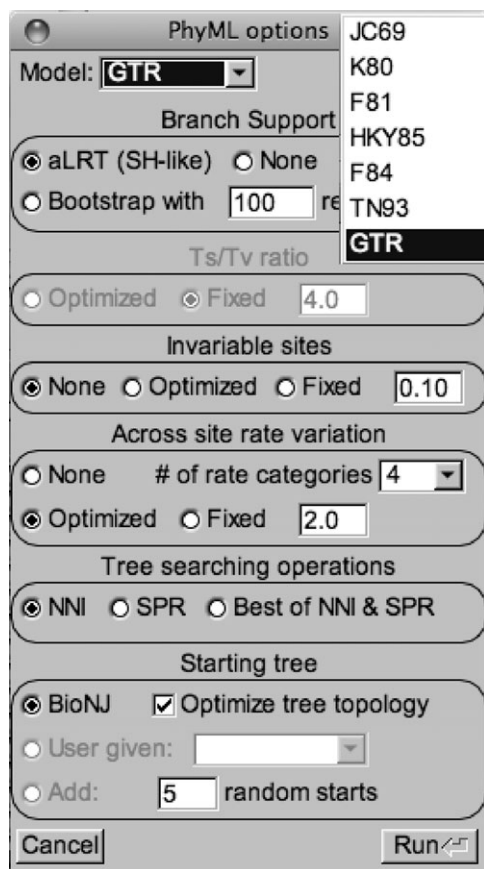 PhyML options
Model: GTR
JC69
K80
F81
HKY85
F84
TN93
GTR
Branch Support
aLRT (SH-like) None
Bootstrap with 100 re
Ts/Tv ratio
Optimized Fixed 4.0
Invariable sites
None Optimized Fixed 0.10
Across site rate variation
None # of rate categories 4
Optimized Fixed 2.0
Tree searching operations
NNI SPR Best of NNI & SPR
Starting tree
BioNJ Optimize tree topology
User given:
Add: 5 random starts
Cancel Run